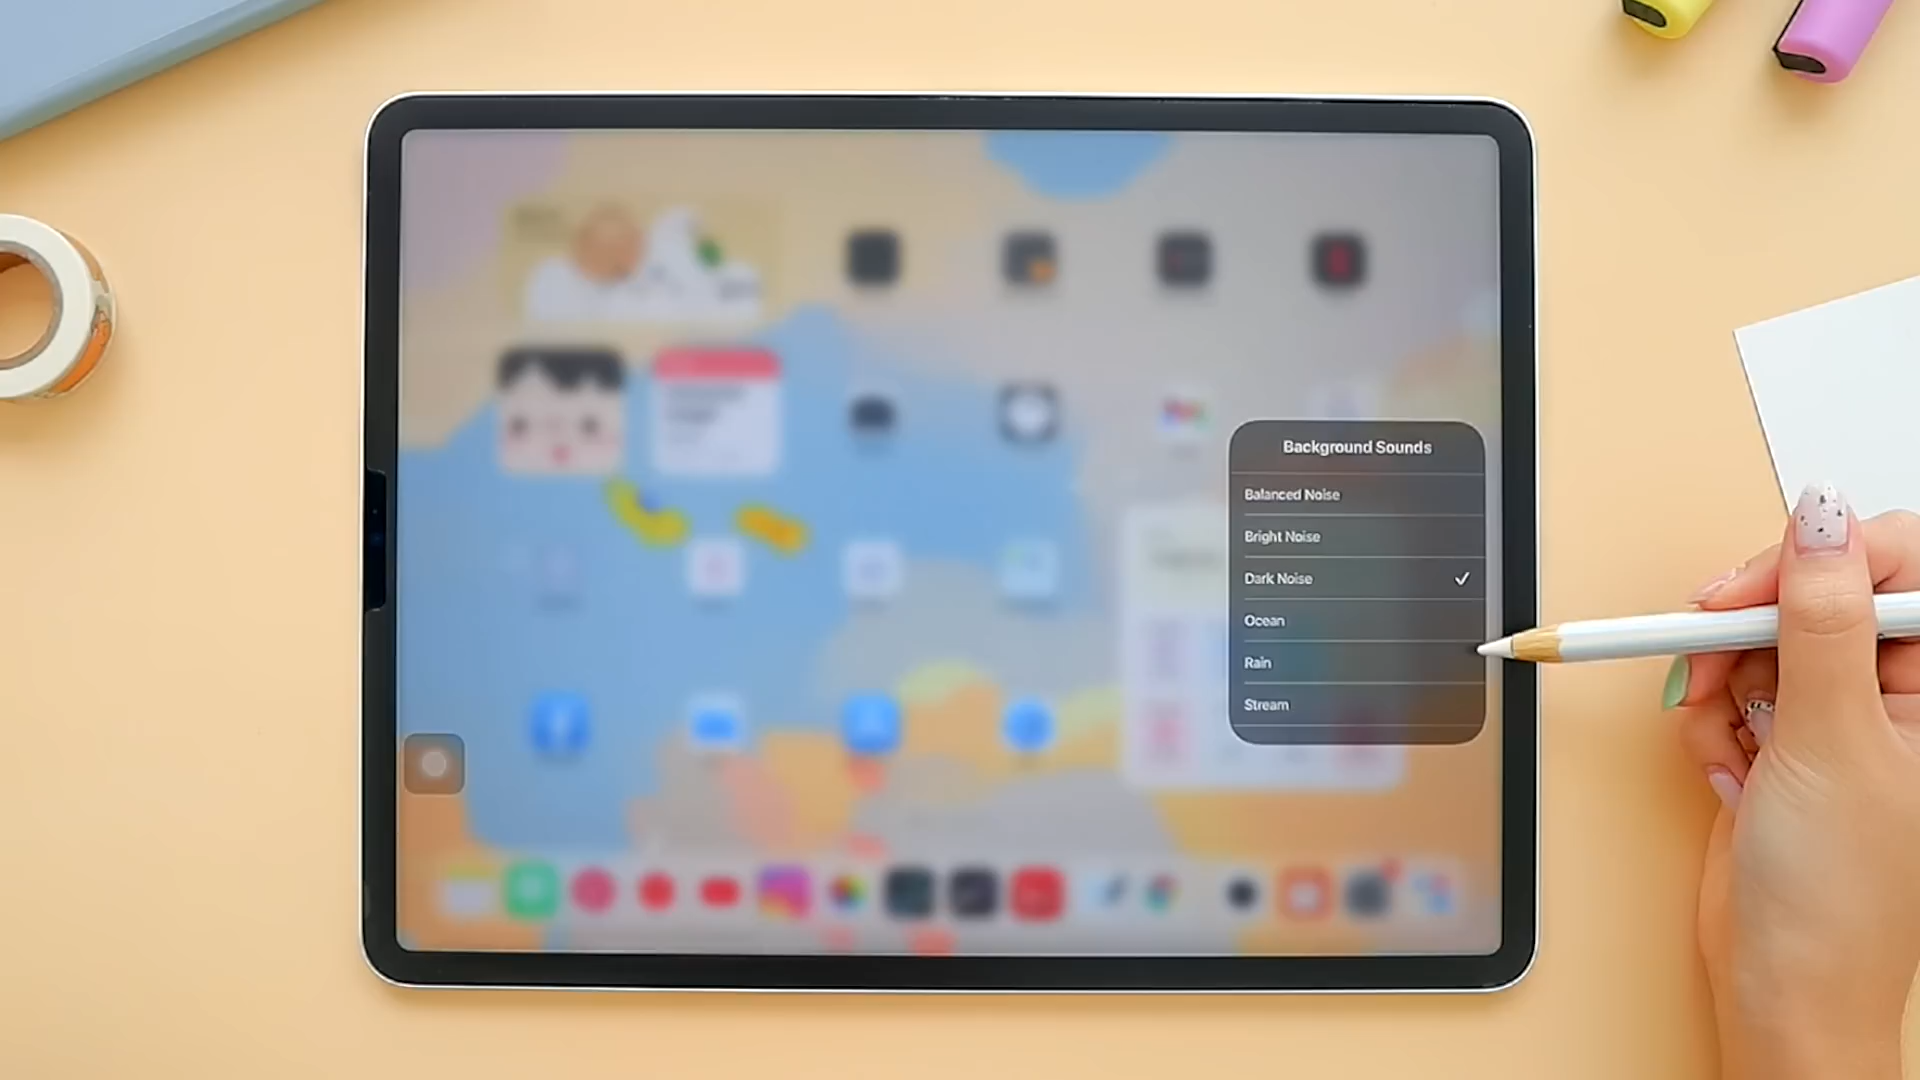 Background Sounds
Balanced Noise
Bright Noise
Dark Noise
Ocean
Rain
Stream